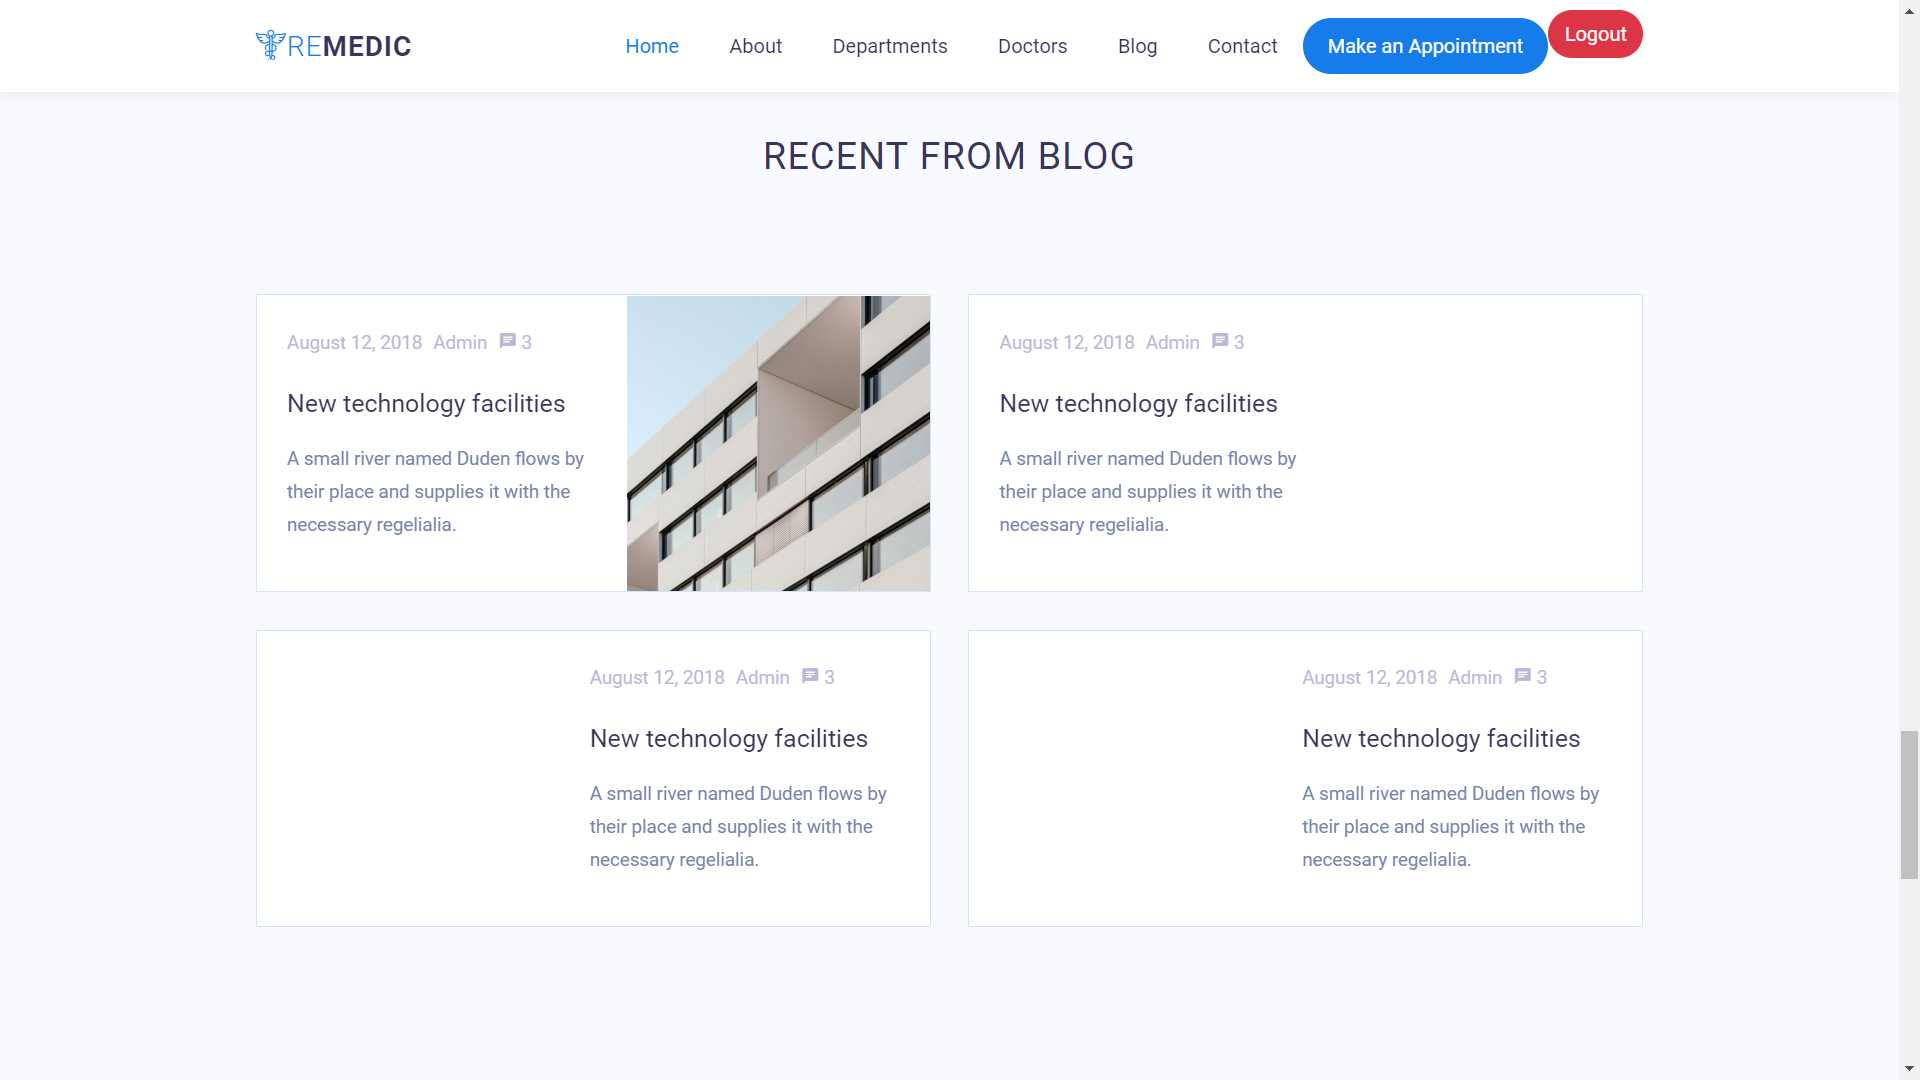 REMEDIC
Home About Departments Doctors Blog Contact Make an Appointment Logout
RECENT FROM BLOG
August 12, 2018 Admin 3
New technology facilities
A small river named Duden flows by
their place and supplies it with the
necessary regelialia.
August 12, 2018 Admin 3
New technology facilities
A small river named Duden flows by
their place and supplies it with the
necessary regelialia.
August 12, 2018 Admin 3
New technology facilities
A small river named Duden flows by
their place and supplies it with the
necessary regelialia.
August 12, 2018 Admin 3
New technology facilities
A small river named Duden flows by
their place and supplies it with the
necessary regelialia.